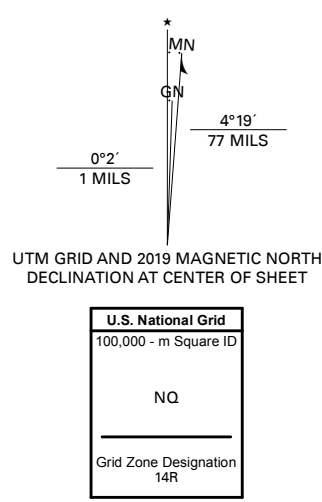 ★
MN
GN
4°19´
77 MILS
0°2´
1 MILS
UTM GRID AND 2019 MAGNETIC NORTH
DECLINATION AT CENTER OF SHEET
U.S. National Grid
100,000 - m Square ID
NQ
Grid Zone Designation
14R